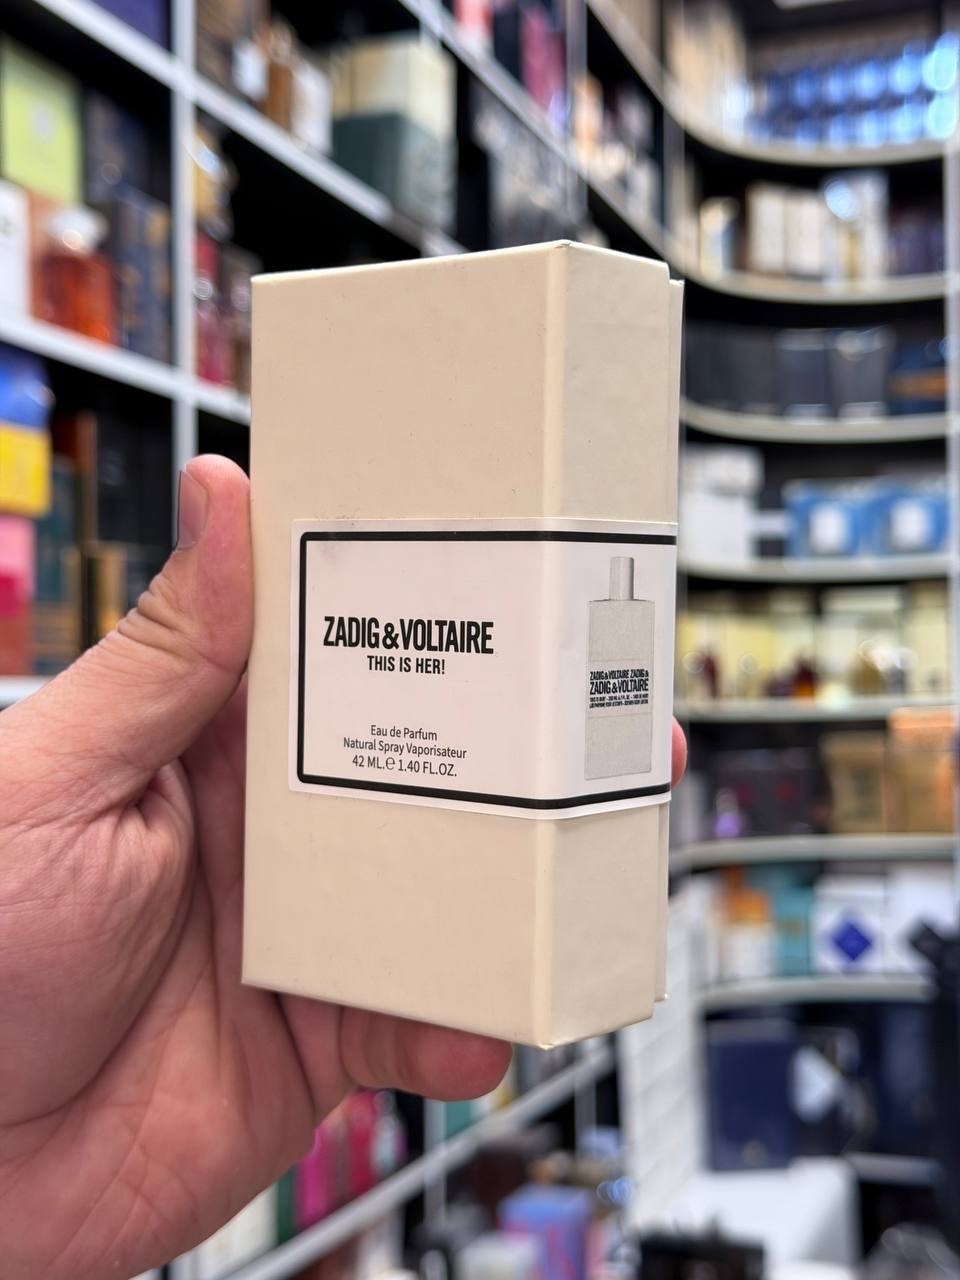 ZADIG&VOLTAIRE
THIS IS HER!
Eau de Parfum
Natural Spray Vaporisateur
42 ML.℮ 1.40 FL.OZ.
ZADIG&VOLTAIRE ZADIG&
ZADIG&VOLTAIRE